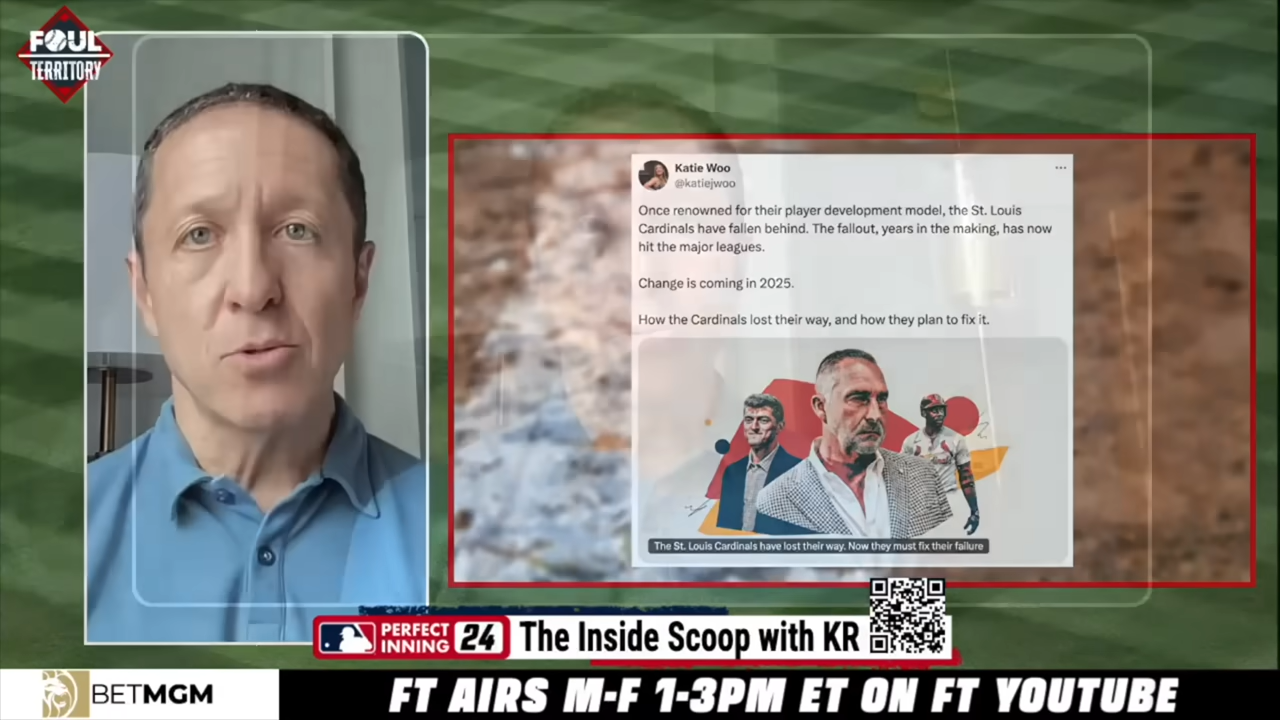 FOUL
TERRITORY
Katie Woo
@katiejwoo
Once renowned for their player development model, the St. Louis
Cardinals have fallen behind. The fallout, years in the making, has now
hit the major leagues.
Change is coming in 2025.
How the Cardinals lost their way, and how they plan to fix it.
The St. Louis Cardinals have lost their way. Now they must fix their failure
PERFECT
INNING 24
The Inside Scoop with KR
BETMGM
FT AIRS M-F 1-3PM ET ON FT YOUTUBE